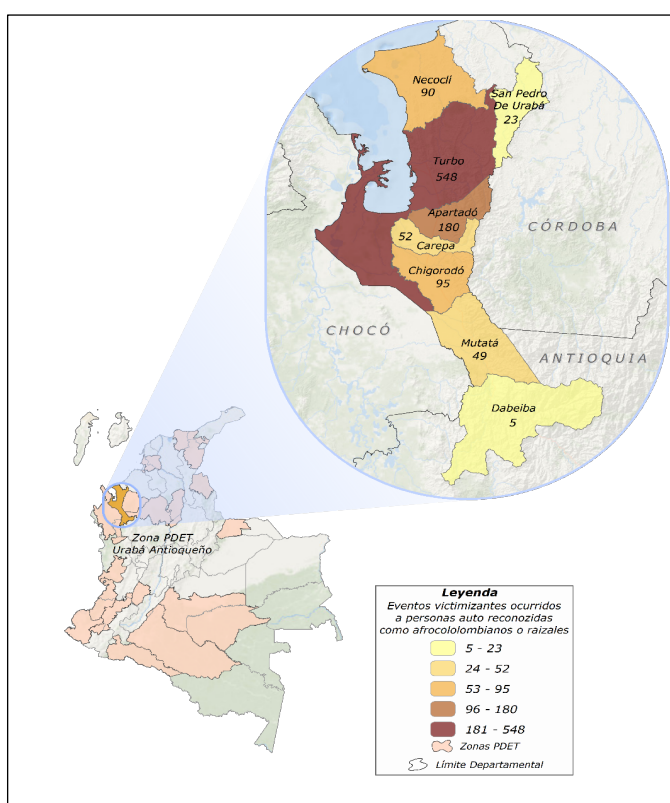 Necoclí
90
San Pedro
De Urabá
23
Turbo
548
Apartadó
180
52
Carepa
Chigorodó
95
CÓRDOBA
CHOCÓ
Mutatá
49
ANTIOQUIA
Dabeiba
5
Zona PDET
Urabá Antioqueño
Leyenda
Eventos victimizantes ocurridos
a personas auto reconozidas
como afrocololombianos o raizales
5 - 23
24 - 52
53 - 95
96 - 180
181 - 548
Zonas PDET
Límite Departamental